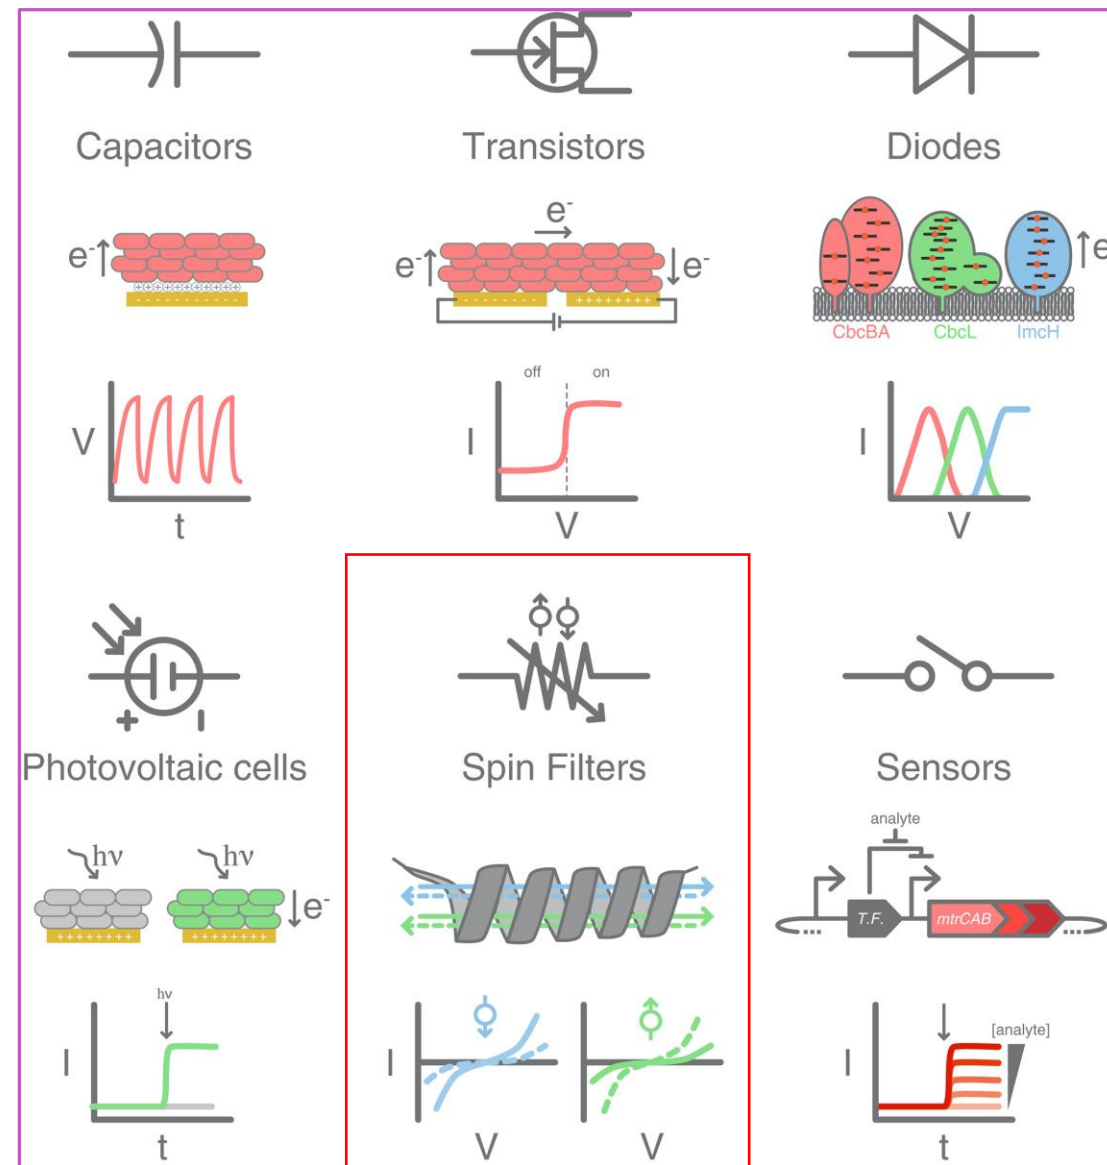 Capacitors
Transistors
Diodes
e-
- - - - - - - - - -
e-
e-
e-
- - - - - - - -
+ + + + + + + +
e
CbcBA
CbcL
ImcH
V
t
off
on
I
V
I
V
+
I
Photovoltaic cells
Spin Filters
Sensors
hν
hν
e-
+ + + + + + + +
+ + + + + + + +
analyte
T.F.
mtrCAB
...
...
hν
I
t
I
V
V
[analyte]
I
t